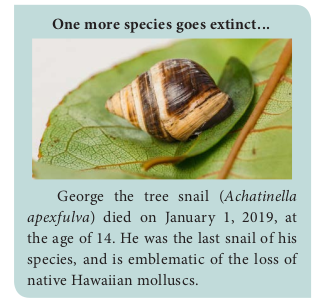 One more species goes extinct...
George the tree snail (Achatinella
apexfulva) died on January 1, 2019, at
the age of 14. He was the last snail of his
species, and is emblematic of the loss of
native Hawaiian molluscs.